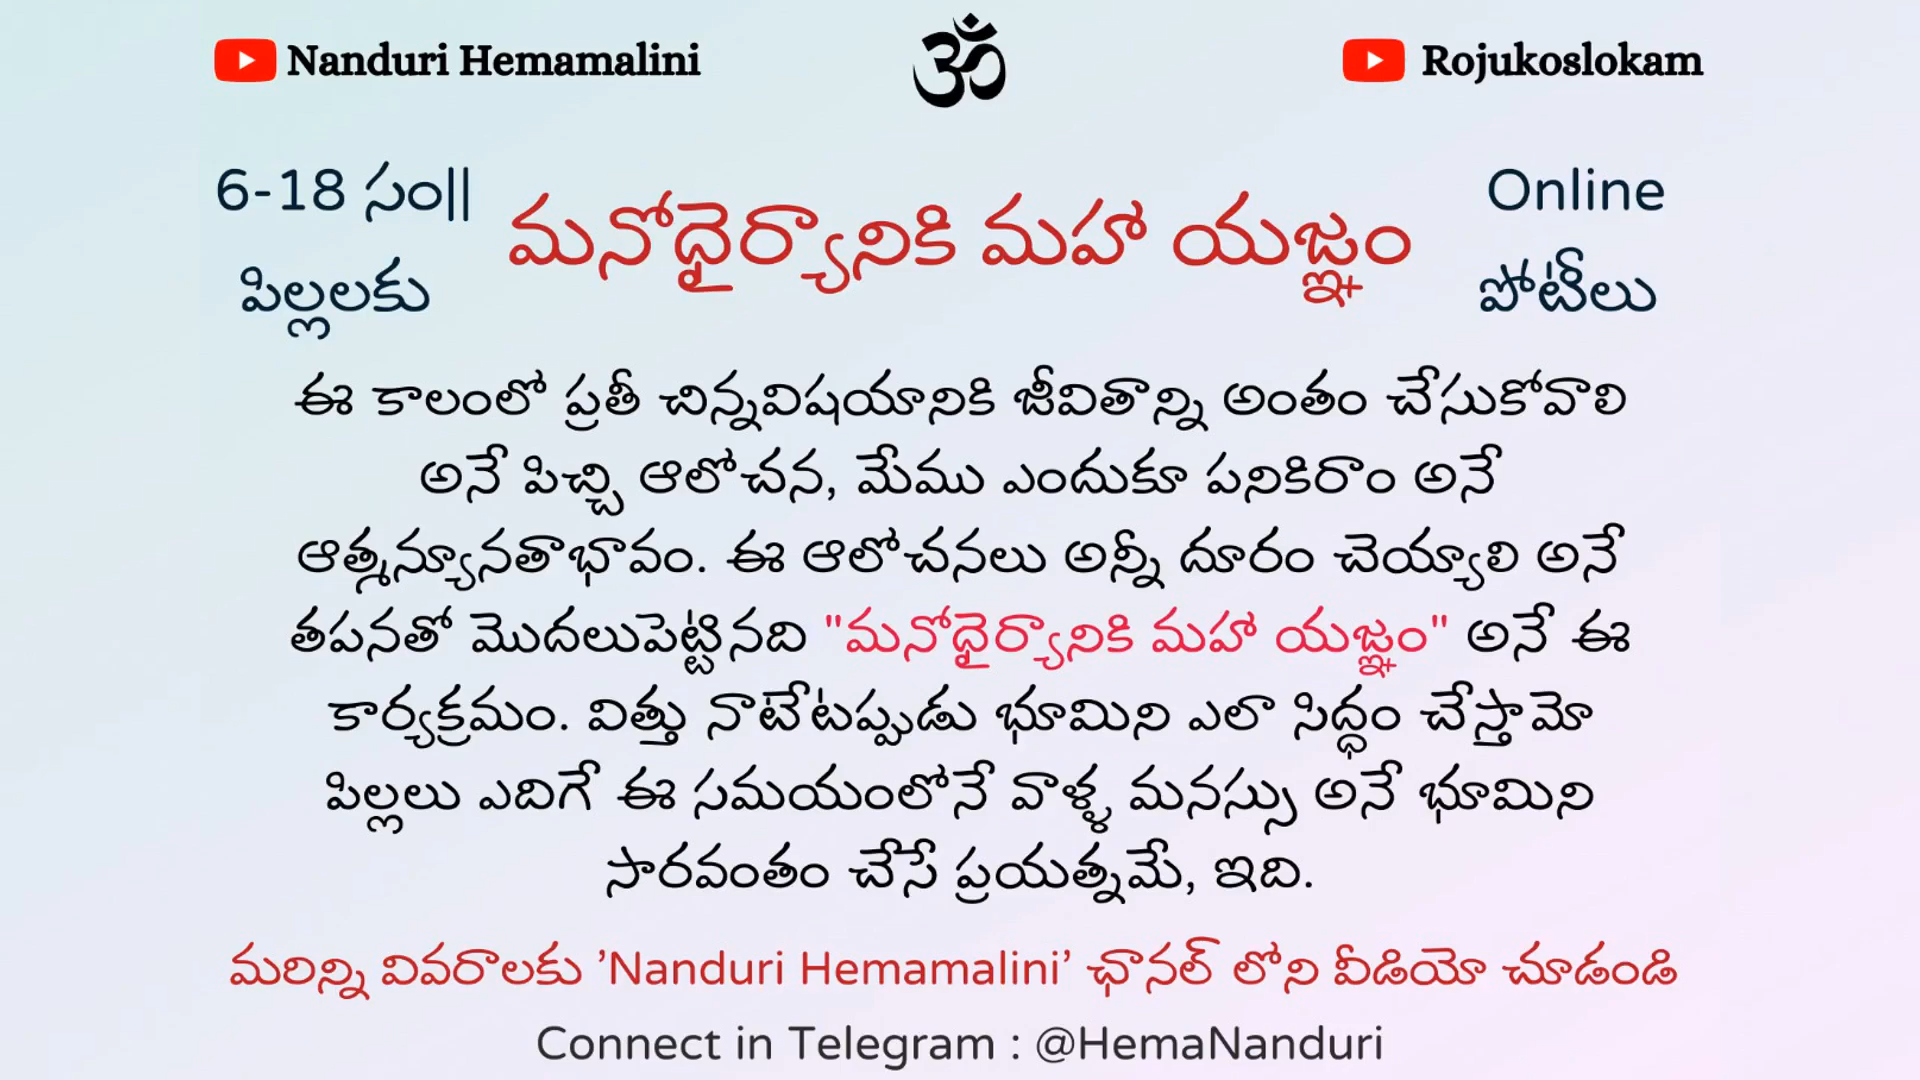 Nanduri Hemamalini ॐ Rojukoslokam
6-18 సం|| Online
మనోధైర్యానికి మహా యజ్ఞం
పిల్లలకు పోటీలు
ఈ కాలంలో ప్రతీ చిన్నవిషయానికి జీవితాన్ని అంతం చేసుకోవాలి
అనే పిచ్చి ఆలోచన, మేము ఎందుకూ పనికిరాం అనే
ఆత్మన్యూనతాభావం. ఈ ఆలోచనలు అన్నీ దూరం చెయ్యాలి అనే
తపనతో మొదలుపెట్టినది "మనోధైర్యానికి మహా యజ్ఞం" అనే ఈ
కార్యక్రమం. విత్తు నాటేటప్పుడు భూమిని ఎలా సిద్ధం చేస్తామో
పిల్లలు ఎదిగే ఈ సమయంలోనే వాళ్ళ మనస్సు అనే భూమిని
సారవంతం చేసే ప్రయత్నమే, ఇది.
మరిన్ని వివరాలకు ’Nanduri Hemamalini’ ఛానల్ లోని వీడియో చూడండి
Connect in Telegram : @HemaNanduri